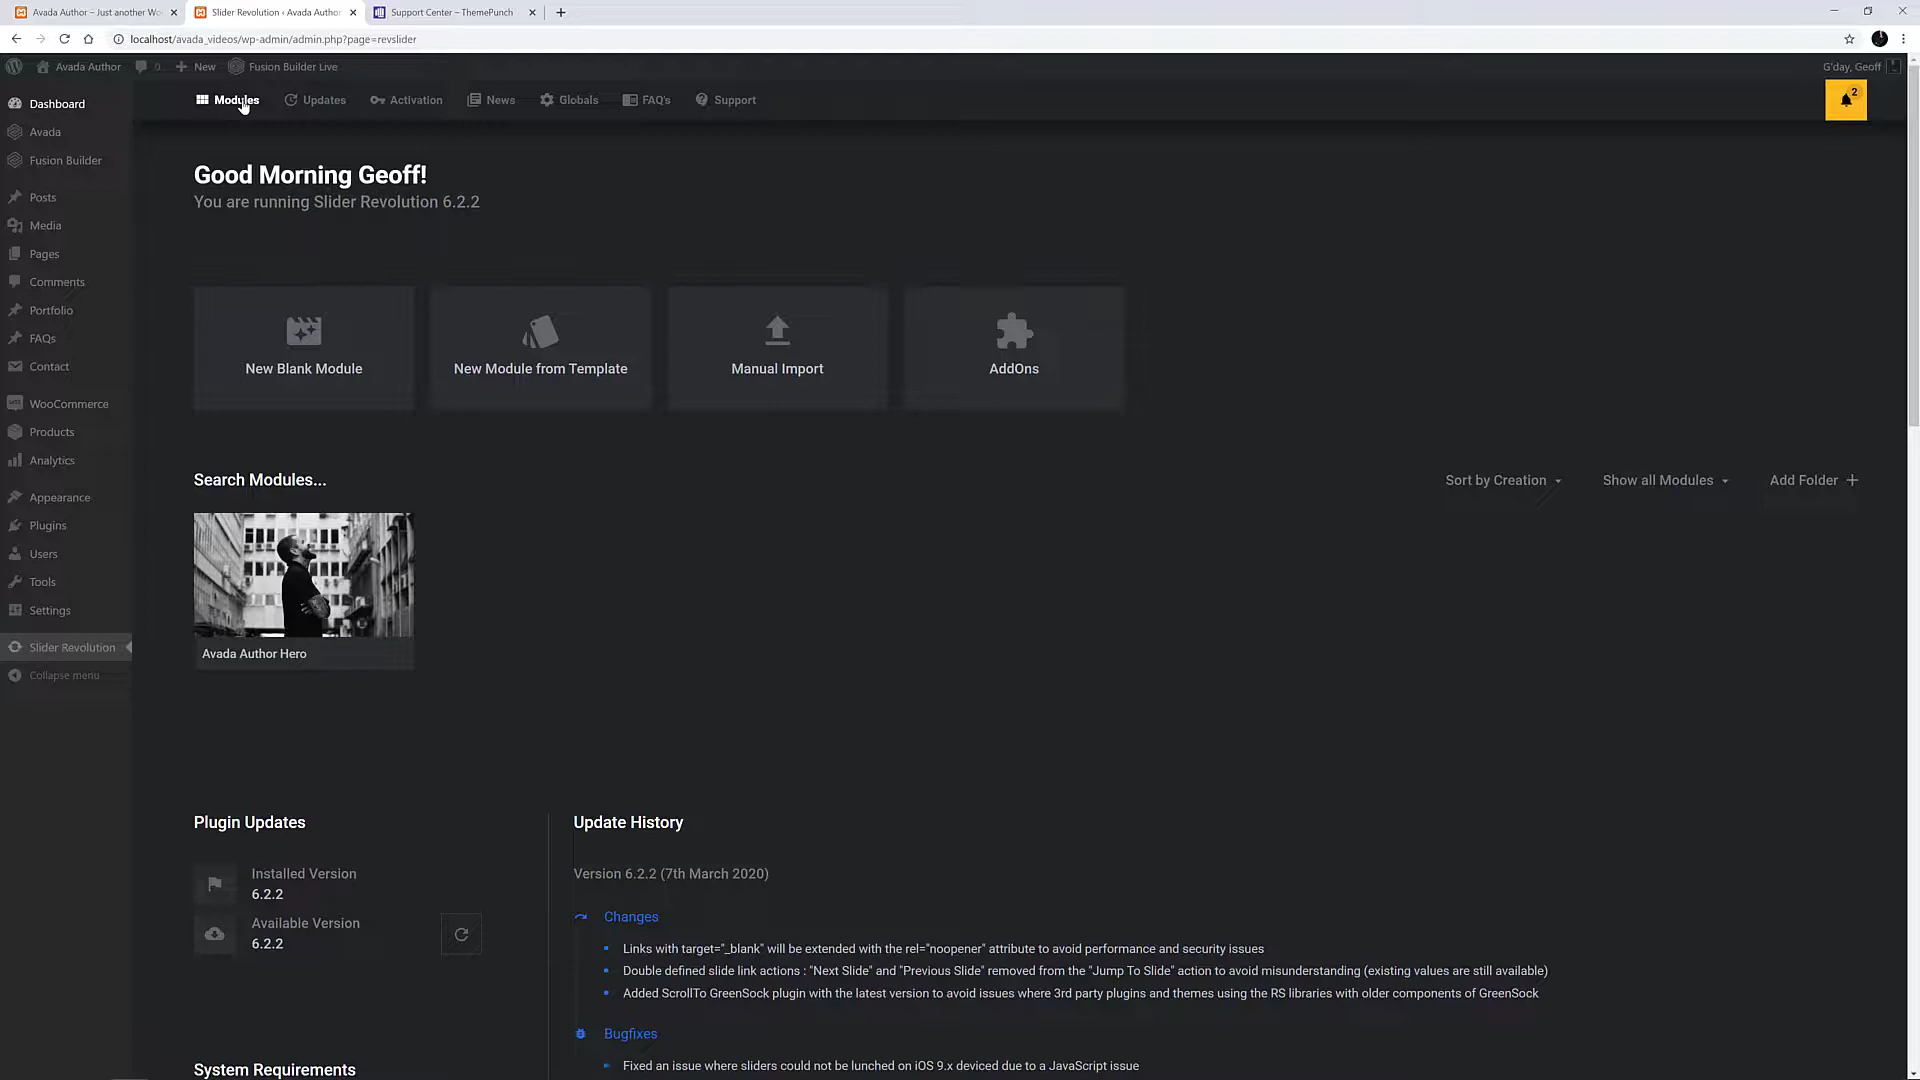 Avada Author – Just another Wo
Slider Revolution ‹ Avada Author
Support Center – ThemePunch
localhost/avada_videos/wp-admin/admin.php?page=revslider
Avada Author
0
New
Fusion Builder Live
G'day, Geoff
Dashboard
Avada
Fusion Builder
Posts
Media
Pages
Comments
Portfolio
FAQs
Contact
WooCommerce
Products
Analytics
Appearance
Plugins
Users
Tools
Settings
Slider Revolution
Collapse menu
Modules
Updates
Activation
News
Globals
FAQ's
Support
2
Good Morning Geoff!
You are running Slider Revolution 6.2.2
New Blank Module
New Module from Template
Manual Import
AddOns
Search Modules...
Sort by Creation
Show all Modules
Add Folder
Avada Author Hero
Plugin Updates
Installed Version
6.2.2
Available Version
6.2.2
System Requirements
Update History
Version 6.2.2 (7th March 2020)
Changes
Links with target="_blank" will be extended with the rel="noopener" attribute to avoid performance and security issues
Double defined slide link actions : "Next Slide" and "Previous Slide" removed from the "Jump To Slide" action to avoid misunderstanding (existing values are still available)
Added ScrollTo GreenSock plugin with the latest version to avoid issues where 3rd party plugins and themes using the RS libraries with older components of GreenSock
Bugfixes
Fixed an issue where sliders could not be lunched on iOS 9.x deviced due to a JavaScript issue